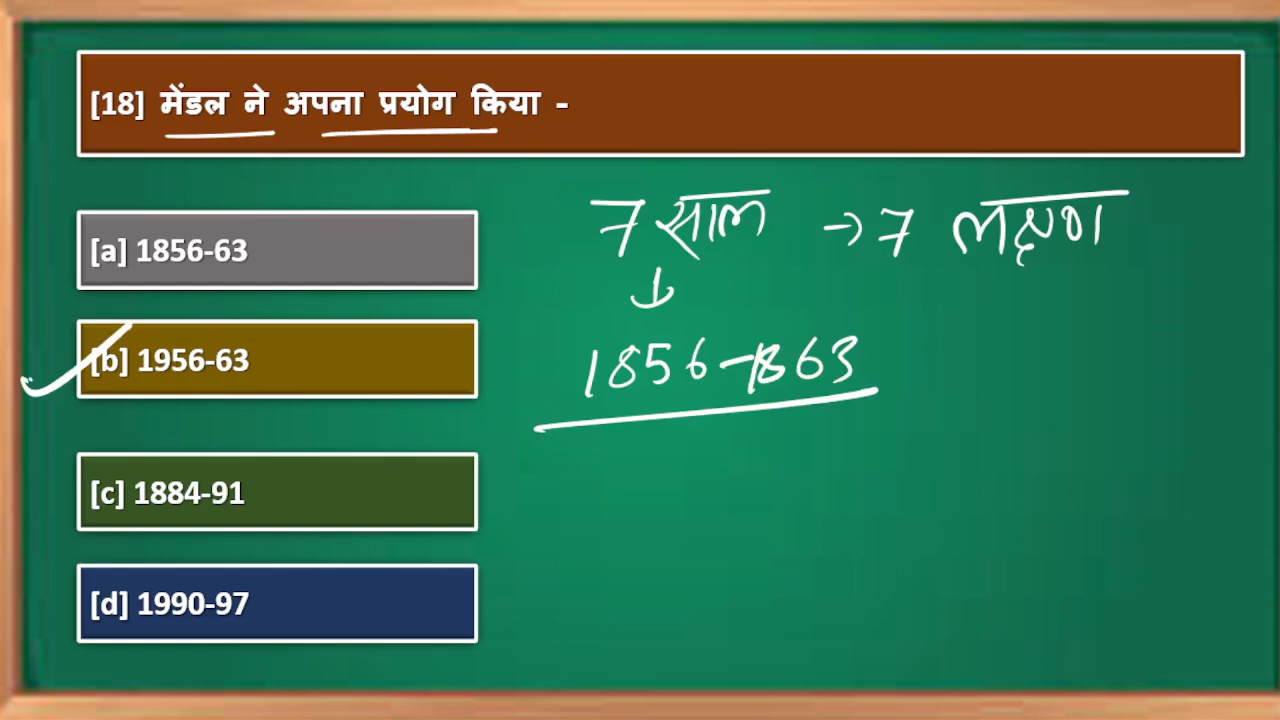 [18] मेंडल ने अपना प्रयोग किया -
7 साल → 7 लक्षण
↓
1856-1863
[a] 1856-63
[b] 1956-63
[c] 1884-91
[d] 1990-97